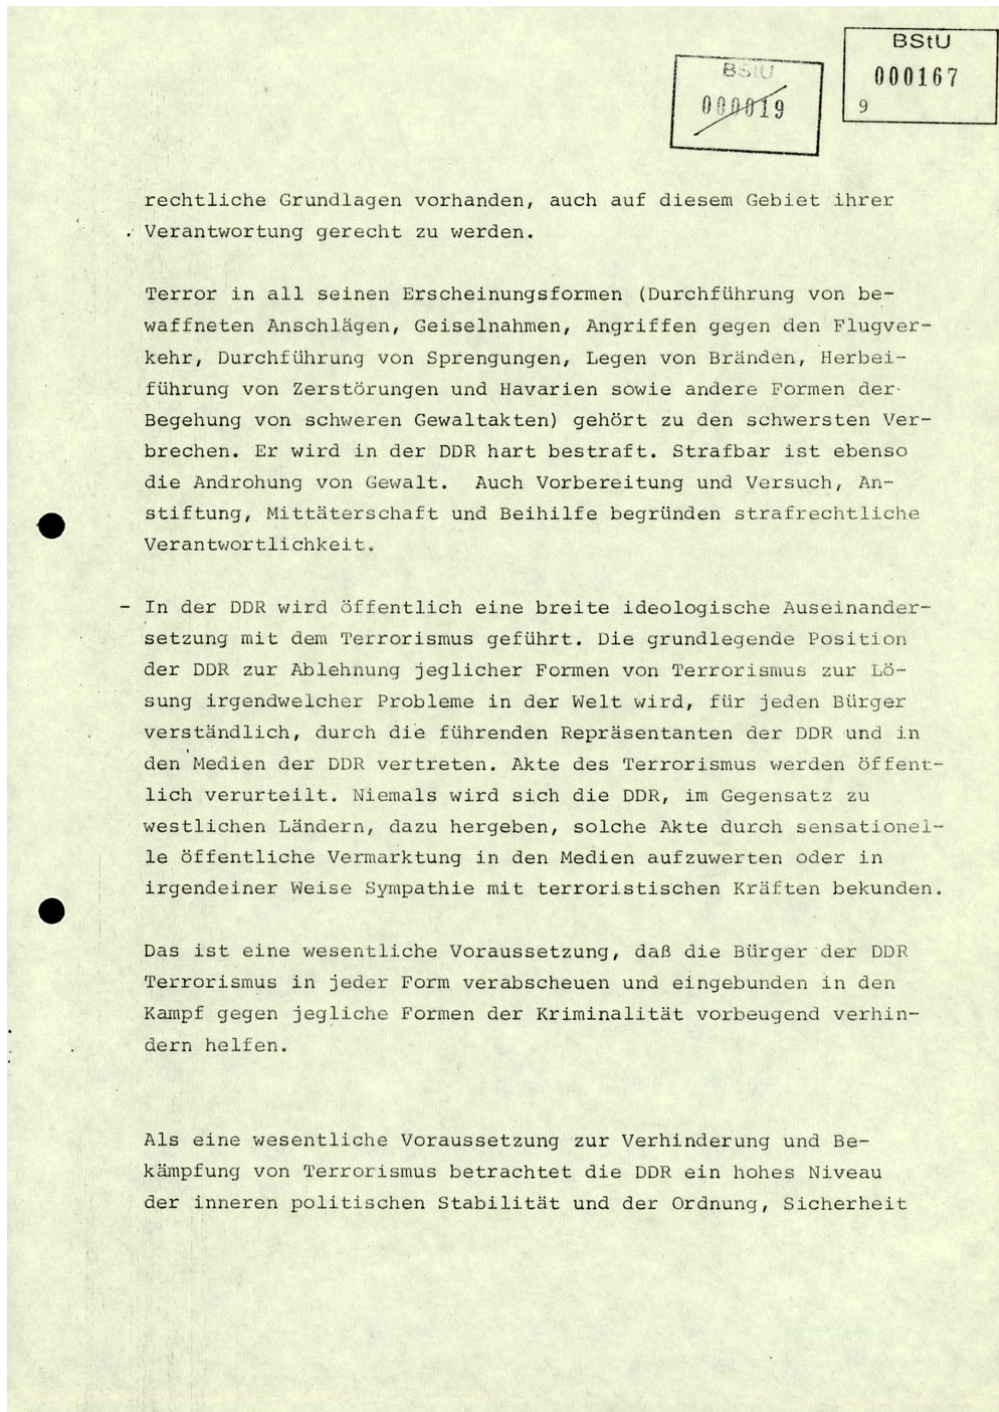 BStU
000019
BStU
000167
9
rechtliche Grundlagen vorhanden, auch auf diesem Gebiet ihrer
Verantwortung gerecht zu werden.
Terror in all seinen Erscheinungsformen (Durchführung von be-
waffneten Anschlägen, Geiselnahmen, Angriffen gegen den Flugver-
kehr, Durchführung von Sprengungen, Legen von Bränden, Herbei-
führung von Zerstörungen und Havarien sowie andere Formen der
Begehung von schweren Gewaltakten) gehört zu den schwersten Ver-
brechen. Er wird in der DDR hart bestraft. Strafbar ist ebenso
die Androhung von Gewalt. Auch Vorbereitung und Versuch, An-
stiftung, Mittäterschaft und Beihilfe begründen strafrechtliche
Verantwortlichkeit.
- In der DDR wird öffentlich eine breite ideologische Auseinander-
setzung mit dem Terrorismus geführt. Die grundlegende Position
der DDR zur Ablehnung jeglicher Formen von Terrorismus zur Lö-
sung irgendwelcher Probleme in der Welt wird, für jeden Bürger
verständlich, durch die führenden Repräsentanten der DDR und in
den Medien der DDR vertreten. Akte des Terrorismus werden öffent-
lich verurteilt. Niemals wird sich die DDR, im Gegensatz zu
westlichen Ländern, dazu hergeben, solche Akte durch sensationel-
le öffentliche Vermarktung in den Medien aufzuwerten oder in
irgendeiner Weise Sympathie mit terroristischen Kräften bekunden.
Das ist eine wesentliche Voraussetzung, daß die Bürger der DDR
Terrorismus in jeder Form verabscheuen und eingebunden in den
Kampf gegen jegliche Formen der Kriminalität vorbeugend verhin-
dern helfen.
Als eine wesentliche Voraussetzung zur Verhinderung und Be-
kämpfung von Terrorismus betrachtet die DDR ein hohes Niveau
der inneren politischen Stabilität und der Ordnung, Sicherheit